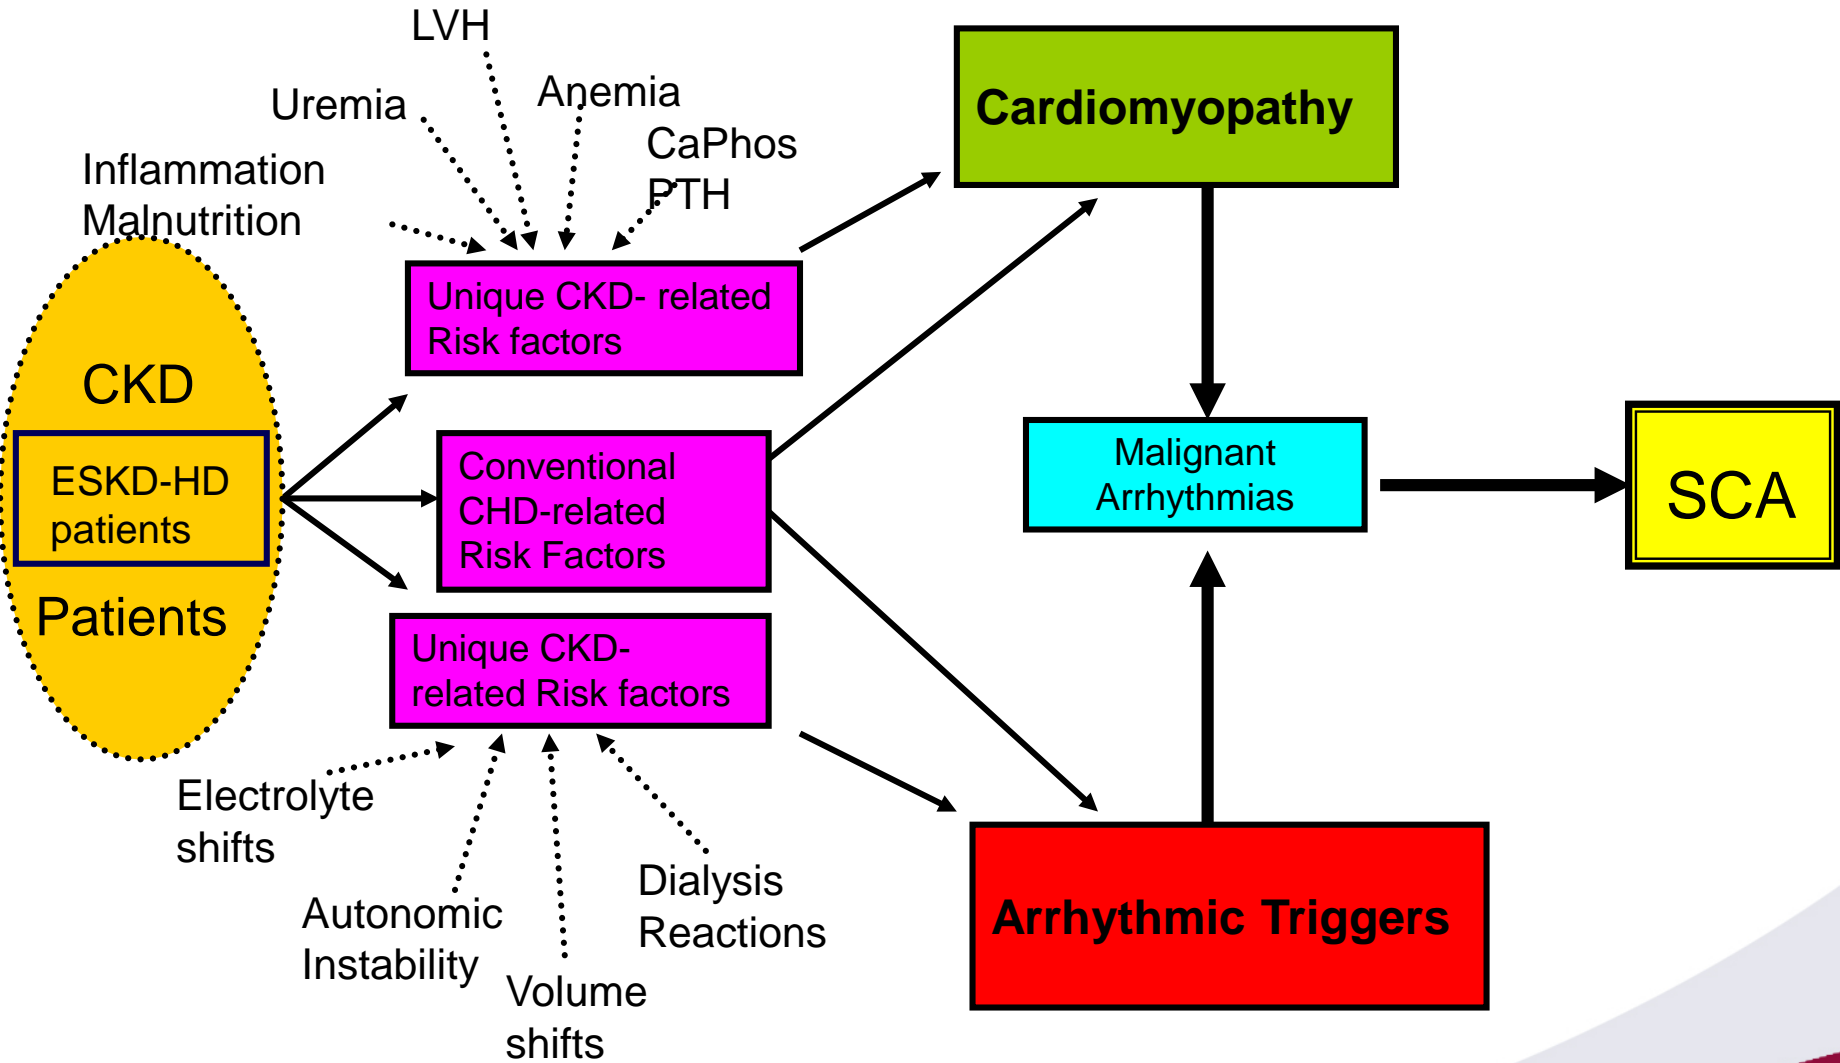 LVH
Uremia
Anemia
CaPhos
PTH
Inflammation
Malnutrition
Cardiomyopathy
Unique CKD- related
Risk factors
CKD
ESKD-HD
patients
Patients
Conventional
CHD-related
Risk Factors
Malignant
Arrhythmias
SCA
Unique CKD-
related Risk factors
Electrolyte
shifts
Autonomic
Instability
Volume
shifts
Dialysis
Reactions
Arrhythmic Triggers